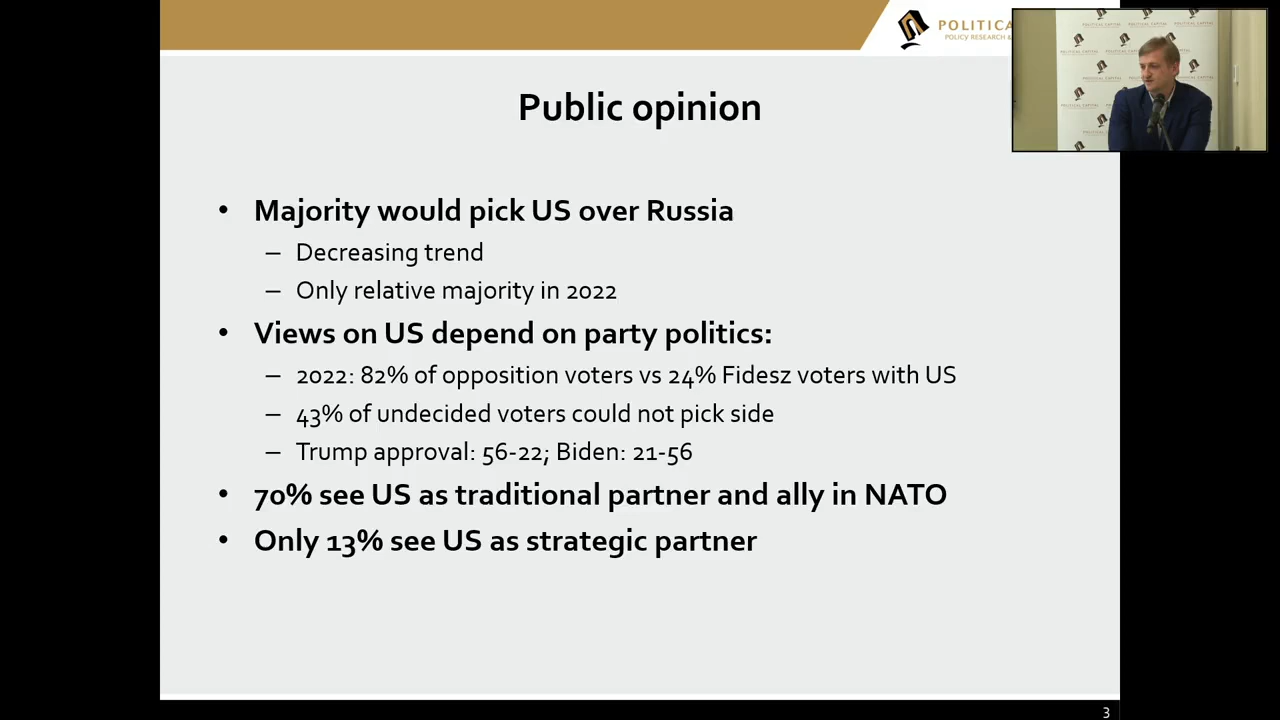 POLITICA
POLICY RESEARCH &
Public opinion
• Majority would pick US over Russia
– Decreasing trend
– Only relative majority in 2022
• Views on US depend on party politics:
– 2022: 82% of opposition voters vs 24% Fidesz voters with US
– 43% of undecided voters could not pick side
– Trump approval: 56-22; Biden: 21-56
• 70% see US as traditional partner and ally in NATO
• Only 13% see US as strategic partner
3